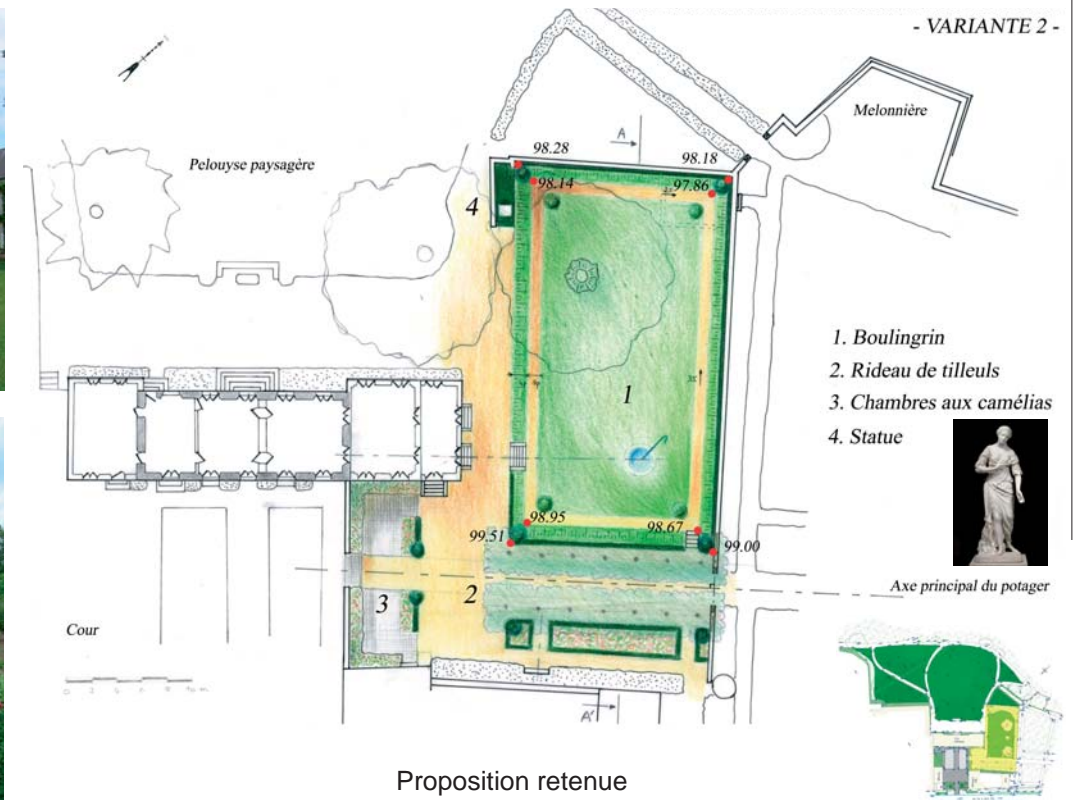 - VARIANTE 2 -
Melonnière
A
98.28
98.18
Pelouyse paysagère
98.14
97.86
4
1. Boulingrin
2. Rideau de tilleuls
3. Chambres aux camélias
4. Statue
1
98.95
98.67
99.51
99.00
Axe principal du potager
2
3
Cour
A'
Proposition retenue